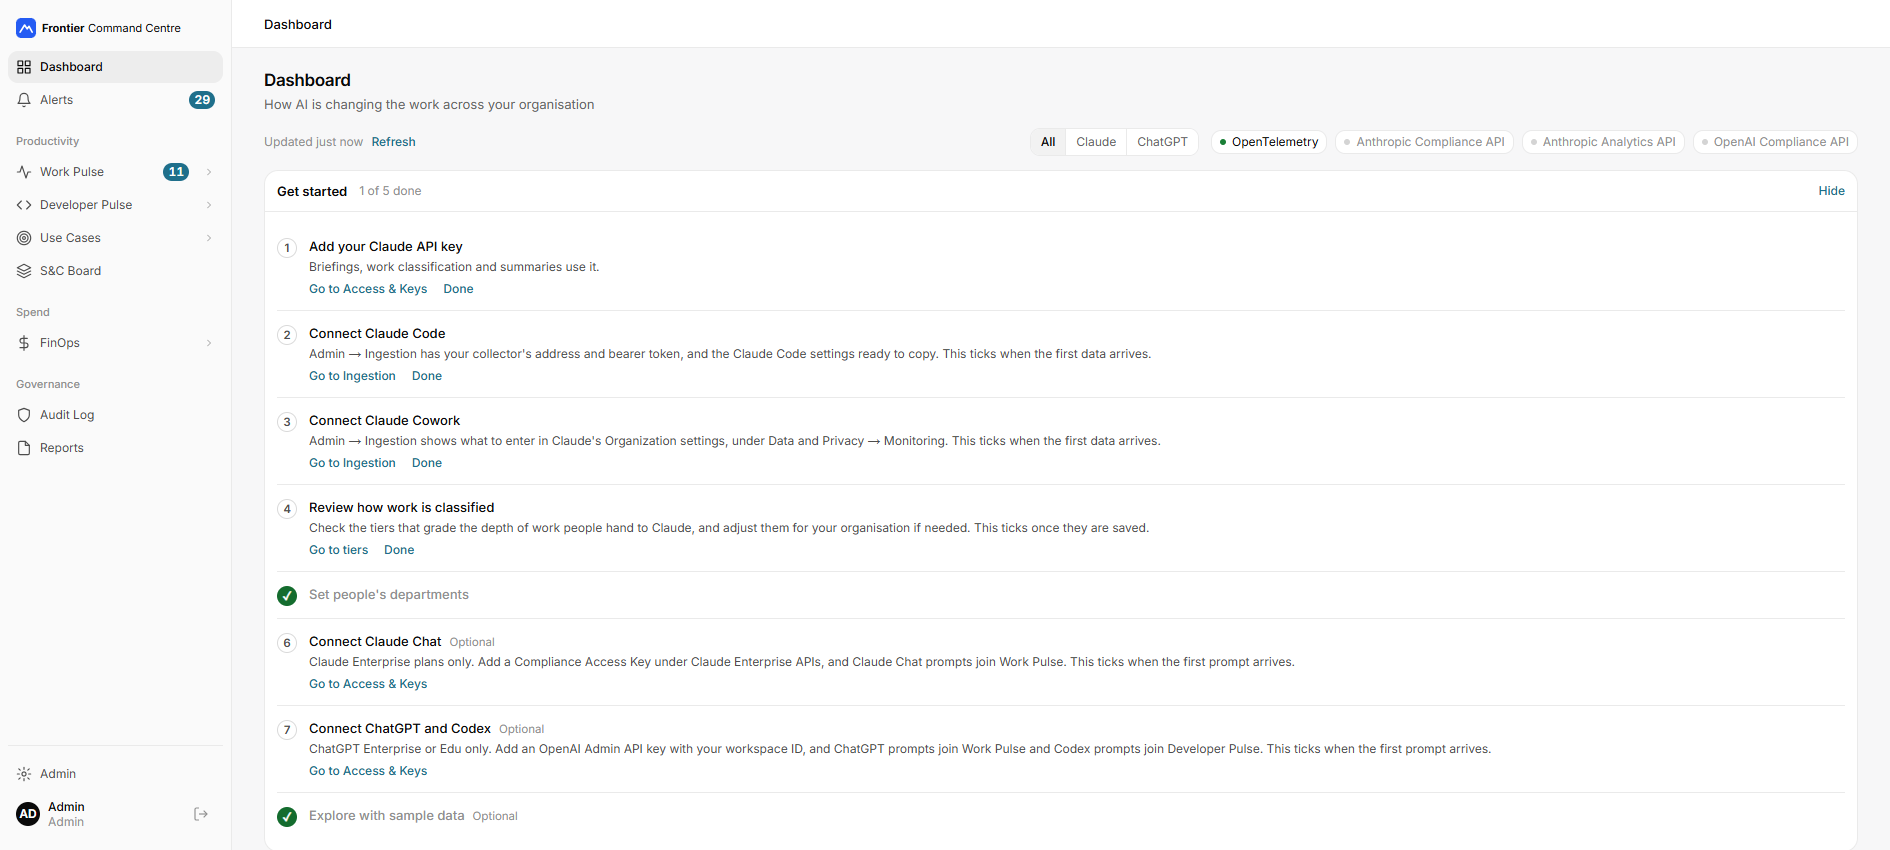 Frontier Command Centre
Dashboard
Alerts
29
Productivity
Work Pulse
11
Developer Pulse
Use Cases
S&C Board
Spend
FinOps
Governance
Audit Log
Reports
Admin
AD
Admin
Admin
Dashboard
Dashboard
How AI is changing the work across your organisation
Updated just now Refresh
All Claude ChatGPT OpenTelemetry Anthropic Compliance API Anthropic Analytics API OpenAI Compliance API
Get started 1 of 5 done Hide
1 Add your Claude API key
Briefings, work classification and summaries use it.
Go to Access & Keys Done
2 Connect Claude Code
Admin → Ingestion has your collector's address and bearer token, and the Claude Code settings ready to copy. This ticks when the first data arrives.
Go to Ingestion Done
3 Connect Claude Cowork
Admin → Ingestion shows what to enter in Claude's Organization settings, under Data and Privacy → Monitoring. This ticks when the first data arrives.
Go to Ingestion Done
4 Review how work is classified
Check the tiers that grade the depth of work people hand to Claude, and adjust them for your organisation if needed. This ticks once they are saved.
Go to tiers Done
Set people's departments
6 Connect Claude Chat Optional
Claude Enterprise plans only. Add a Compliance Access Key under Claude Enterprise APIs, and Claude Chat prompts join Work Pulse. This ticks when the first prompt arrives.
Go to Access & Keys
7 Connect ChatGPT and Codex Optional
ChatGPT Enterprise or Edu only. Add an OpenAI Admin API key with your workspace ID, and ChatGPT prompts join Work Pulse and Codex prompts join Developer Pulse. This ticks when the first prompt arrives.
Go to Access & Keys
Explore with sample data Optional